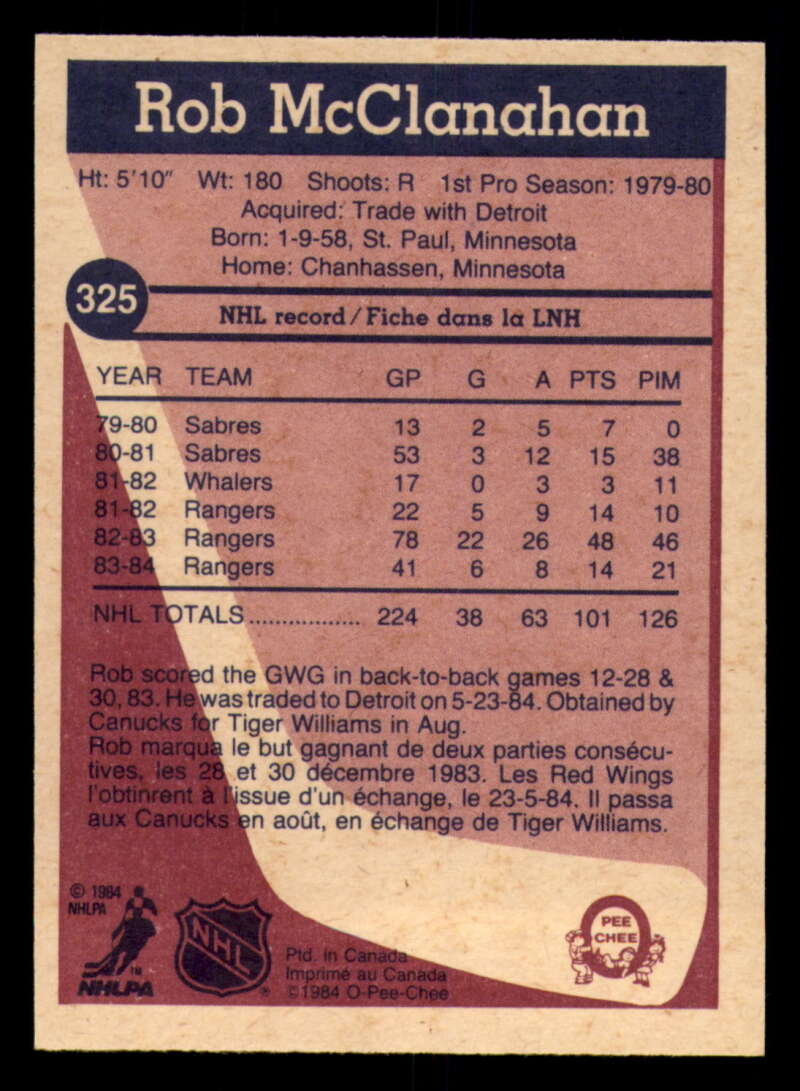 Rob McClanahan
Ht: 5'10" Wt: 180 Shoots: R 1st Pro Season: 1979-80
Acquired: Trade with Detroit
Born: 1-9-58, St. Paul, Minnesota
Home: Chanhassen, Minnesota
325
NHL record/Fiche dans la LNH
YEAR TEAM GP G A PTS PIM
79-80 Sabres 13 2 5 7 0
80-81 Sabres 53 3 12 15 38
81-82 Whalers 17 0 3 3 11
81-82 Rangers 22 5 9 14 10
82-83 Rangers 78 22 26 48 46
83-84 Rangers 41 6 8 14 21
NHL TOTALS ................. 224 38 63 101 126
Rob scored the GWG in back-to-back games 12-28 &
30, 83. He was traded to Detroit on 5-23-84. Obtained by
Canucks for Tiger Williams in Aug.
Rob marqua le but gagnant de deux parties consécu-
tives, les 28 et 30 décembre 1983. Les Red Wings
l'obtinrent à l'issue d'un échange, le 23-5-84. Il passa
aux Canucks en août, en échange de Tiger Williams.
© 1984
NHLPA
TM
NHLPA
NHL
®
Ptd. in Canada
Imprimé au Canada
©1984 O-Pee-Chee
O
PEE
CHEE